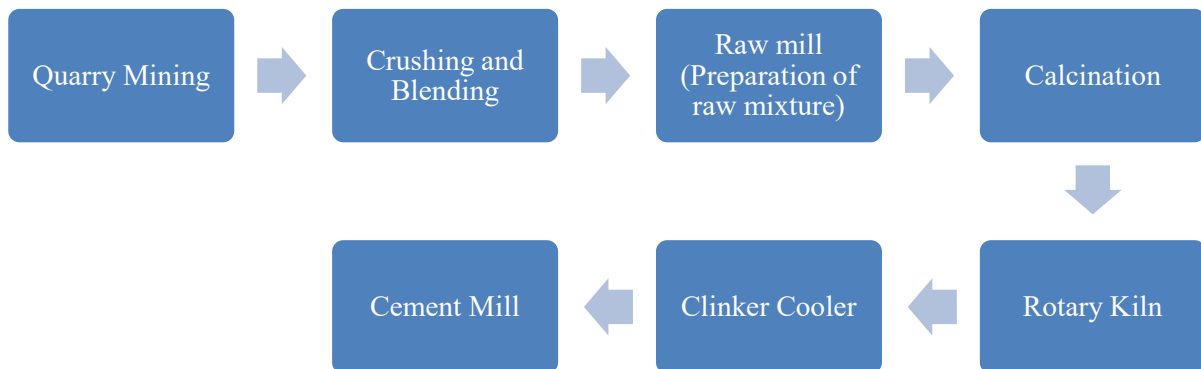 Quarry Mining
Crushing and
Blending
Raw mill
(Preparation of
raw mixture)
Calcination
Rotary Kiln
Clinker Cooler
Cement Mill